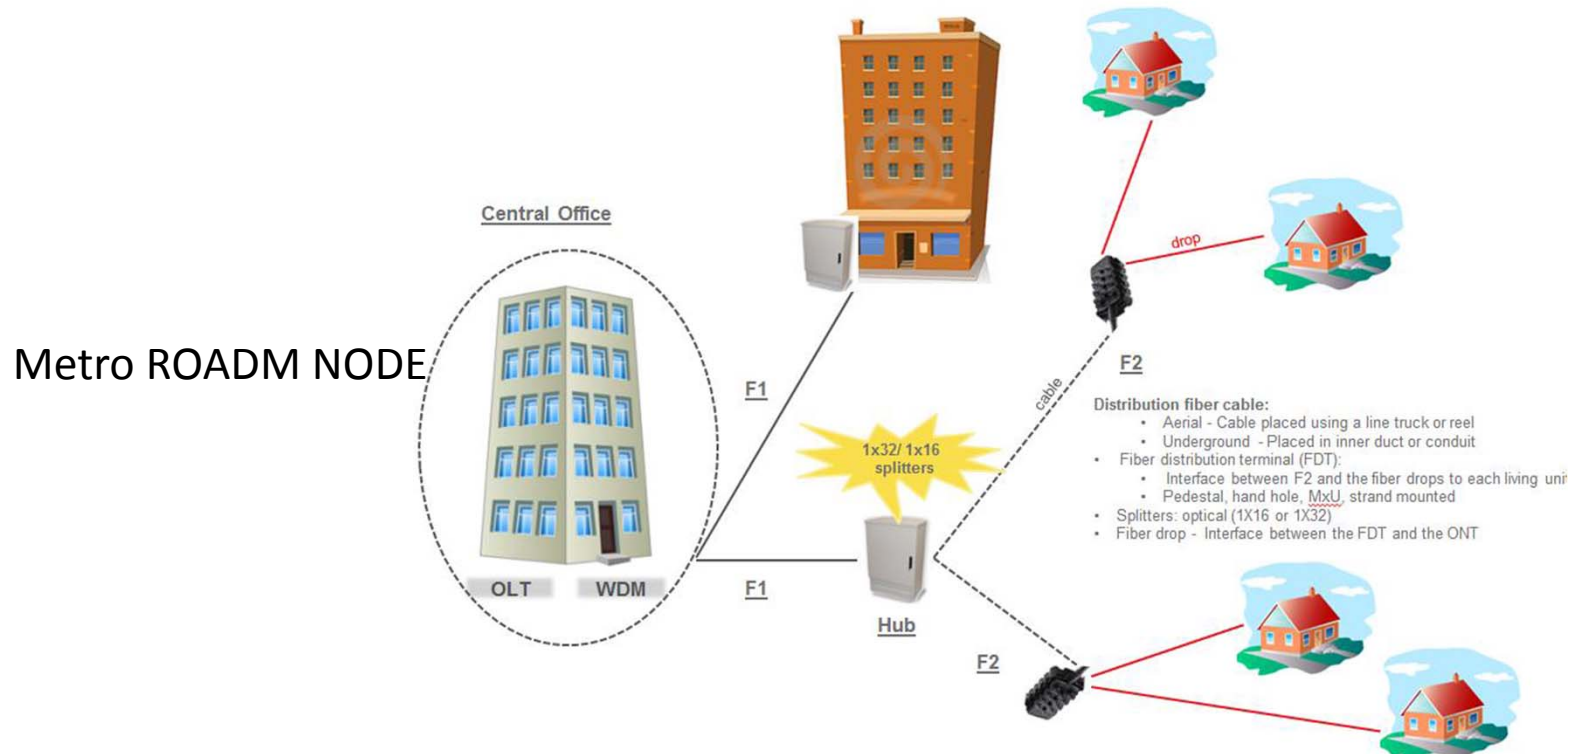 Central Office
drop
Metro ROADM NODE
F1
cable
F2
Distribution fiber cable:
• Aerial - Cable placed using a line truck or reel
• Underground - Placed in inner duct or conduit
• Fiber distribution terminal (FDT):
• Interface between F2 and the fiber drops to each living uni
• Pedestal, hand hole, MxU, strand mounted
• Splitters: optical (1X16 or 1X32)
• Fiber drop - Interface between the FDT and the ONT
1x32/ 1x16
splitters
OLT
WDM
F1
Hub
F2